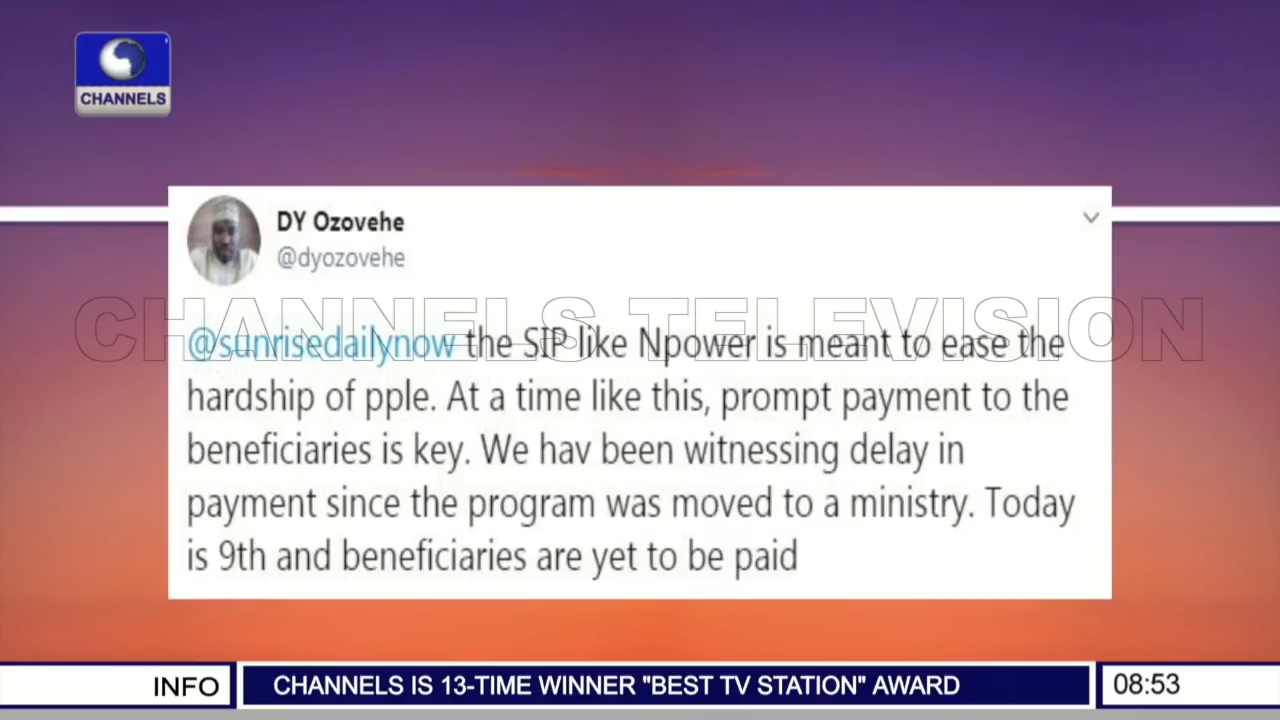 CHANNELS
DY Ozovehe
@dyozovehe
CHANNELS TELEVISION
@sunrisedailynow the SIP like Npower is meant to ease the
hardship of pple. At a time like this, prompt payment to the
beneficiaries is key. We hav been witnessing delay in
payment since the program was moved to a ministry. Today
is 9th and beneficiaries are yet to be paid
INFO
CHANNELS IS 13-TIME WINNER "BEST TV STATION" AWARD
08:53